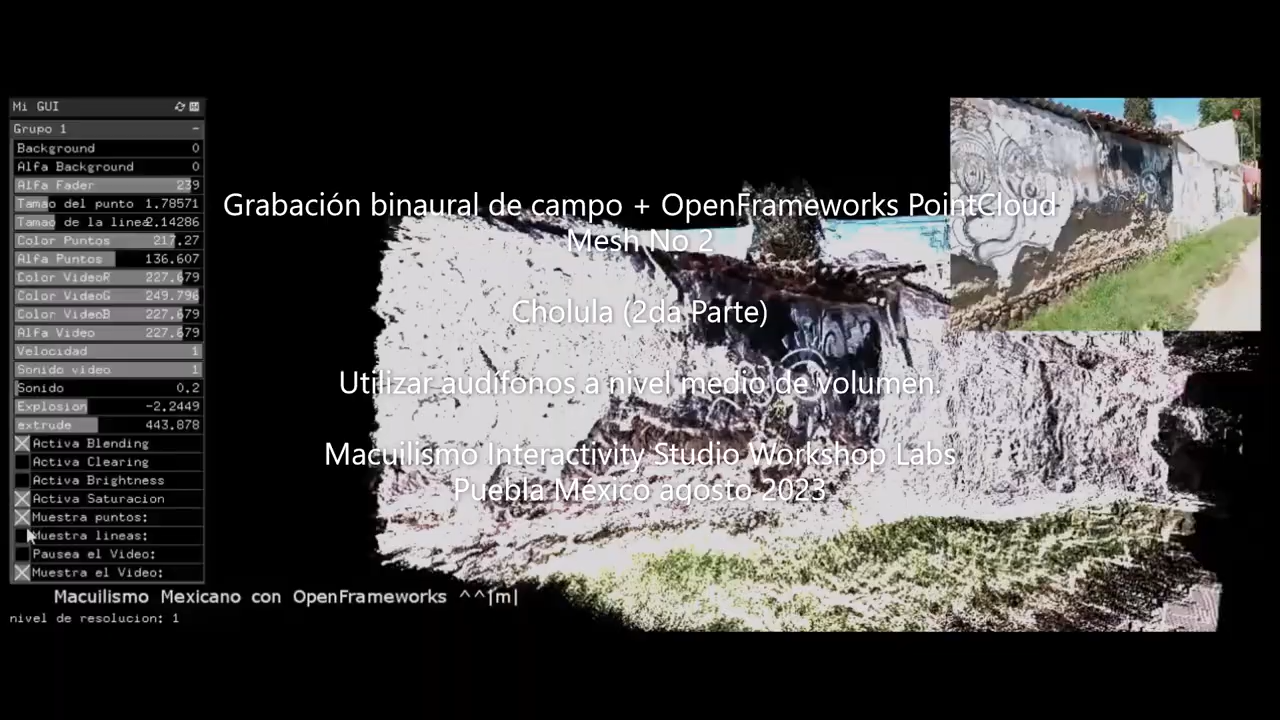 Mi GUI
Grupo 1 -
Background 0
Alfa Background 0
Alfa Fader 239
Tamao del punto 1.78571
Tamao de la linea2.14286
Color Puntos 217.27
Alfa Puntos 136.607
Color VideoR 227.679
Color VideoG 249.796
Color VideoB 227.679
Alfa Video 227.679
Velocidad 1
Sonido video 1
Sonido 0.2
Explosion -2.2449
extrude 443.878
Activa Blending
Activa Clearing
Activa Brightness
Activa Saturacion
Muestra puntos:
Muestra lineas:
Pausea el Video:
Muestra el Video:
Macuilismo Mexicano con OpenFrameworks ^^[m|
nivel de resolucion: 1
Grabación binaural de campo + OpenFrameworks PointCloud
Mesh No 2
Cholula (2da Parte)
Utilizar audífonos a nivel medio de volumen.
Macuilismo Interactivity Studio Workshop Labs
Puebla México agosto 2023